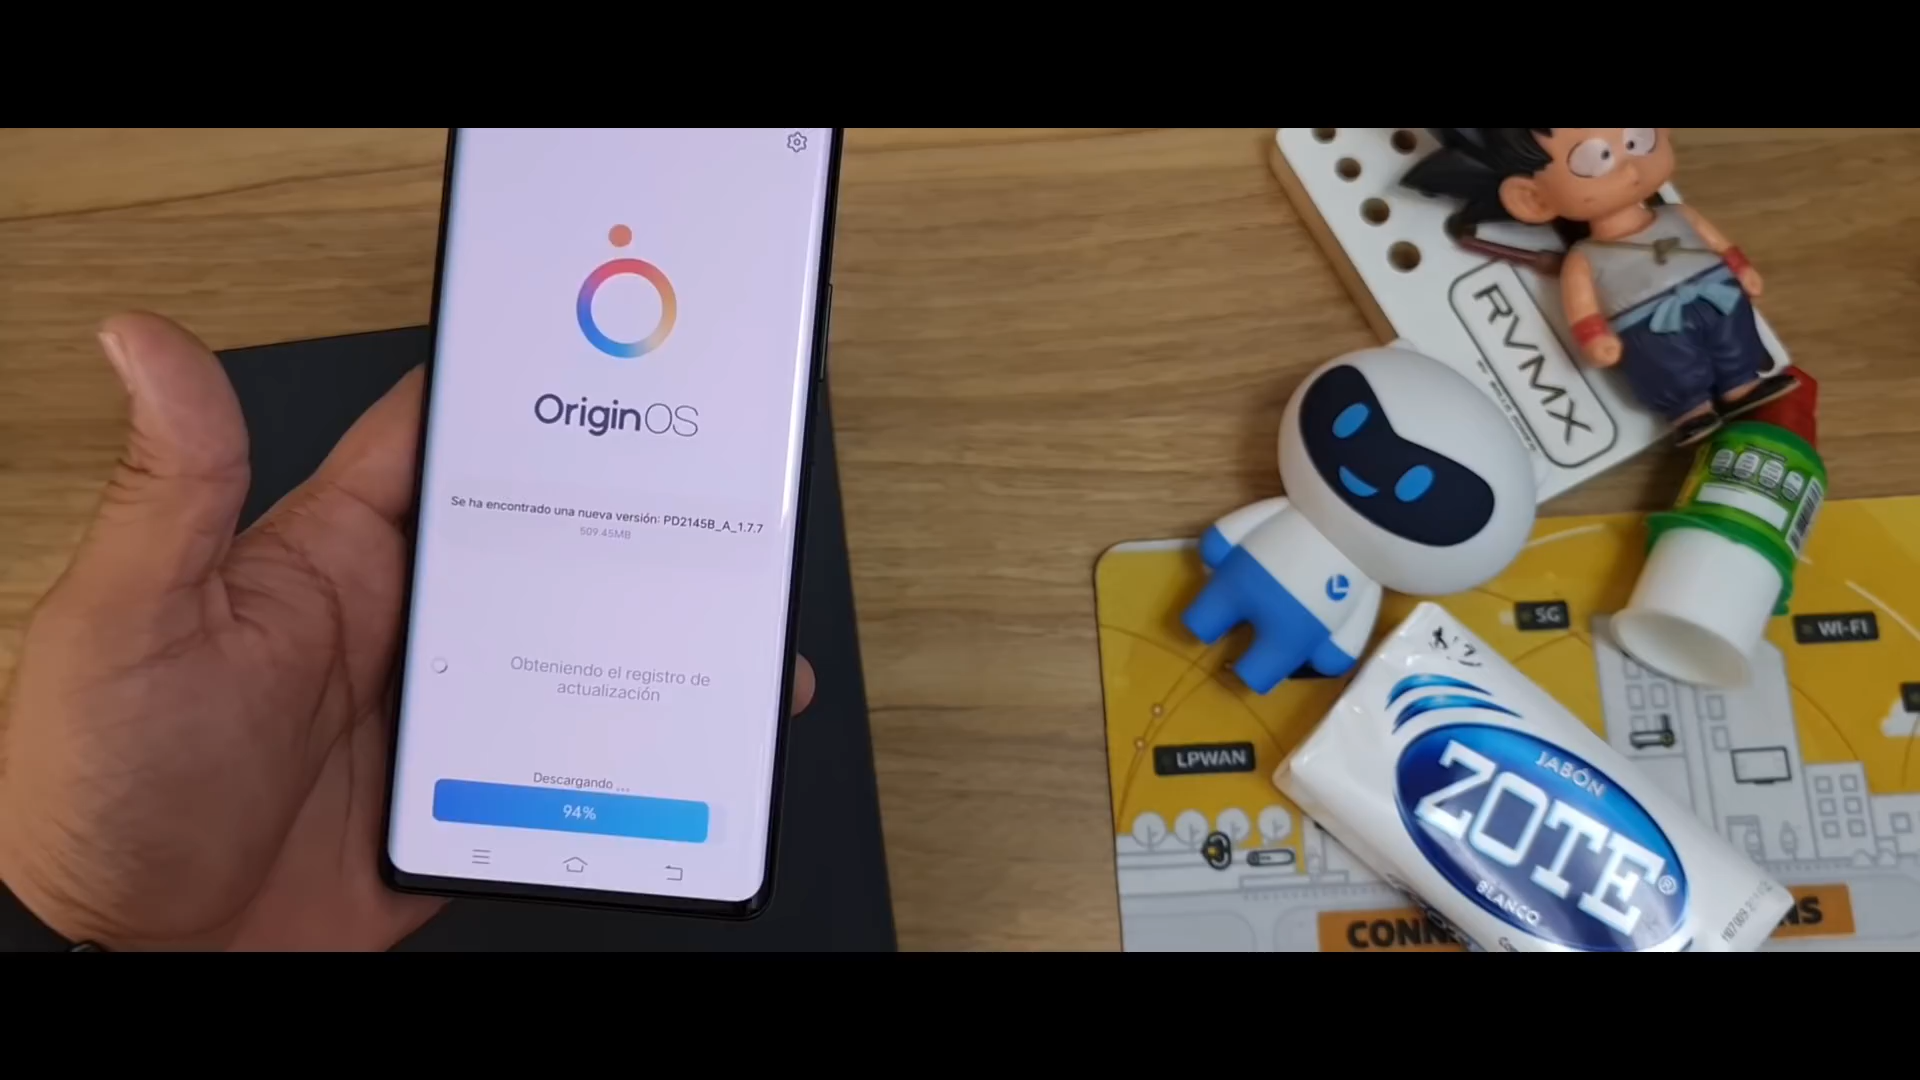 OriginOS
Se ha encontrado una nueva versión: PD2145B_A_1.7.7
509.45MB
Obteniendo el registro de
actualización
Descargando ...
94%
RVMX
5G
WI-FI
LPWAN
JABÓN
ZOTE®
BLANCO
CONN
NS